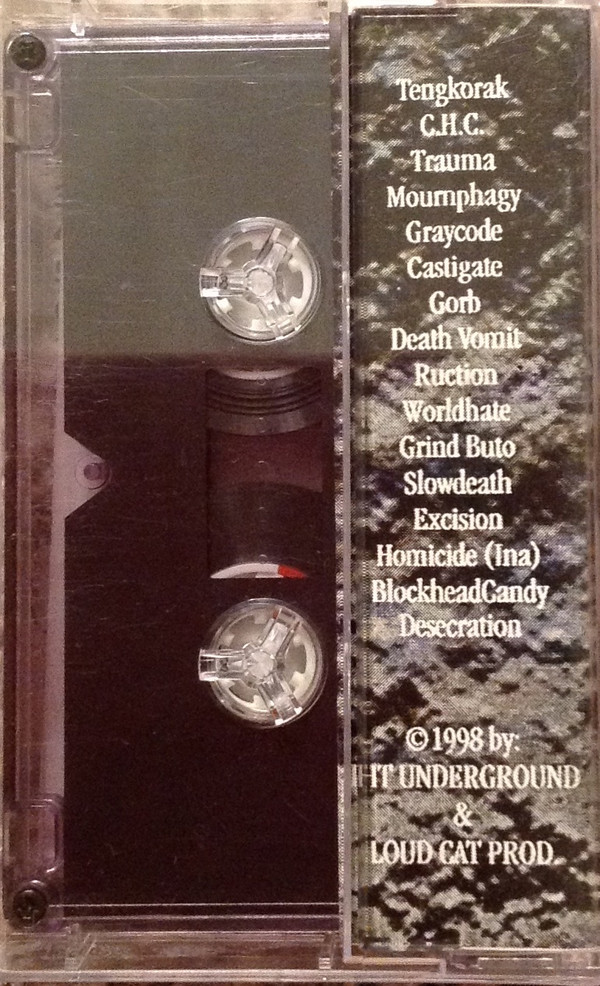 Tengkorak
C.H.C.
Trauma
Mournphagy
Graycode
Castigate
Gorb
Death Vomit
Ruction
Worldhate
Grind Buto
Slowdeath
Excision
Homicide (Ina)
BlockheadCandy
Desecration
© 1998 by:
UNDERGROUND
&
LOUD CAT PROD.